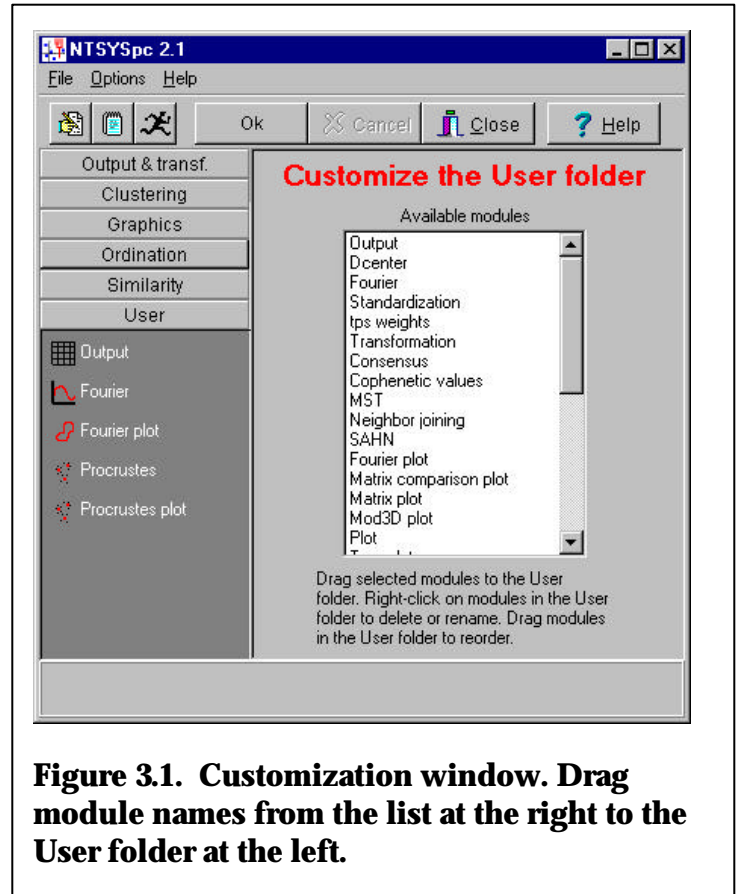 NTSYSpc 2.1
File Options Help
Ok Cancel Close Help
Output & transf.
Clustering
Graphics
Ordination
Similarity
User
Output
Fourier
Fourier plot
Procrustes
Procrustes plot
Customize the User folder
Available modules
Output
Dcenter
Fourier
Standardization
tps weights
Transformation
Consensus
Cophenetic values
MST
Neighbor joining
SAHN
Fourier plot
Matrix comparison plot
Matrix plot
Mod3D plot
Plot
Drag selected modules to the User
folder. Right-click on modules in the User
folder to delete or rename. Drag modules
in the User folder to reorder.
Figure 3.1. Customization window. Drag
module names from the list at the right to the
User folder at the left.